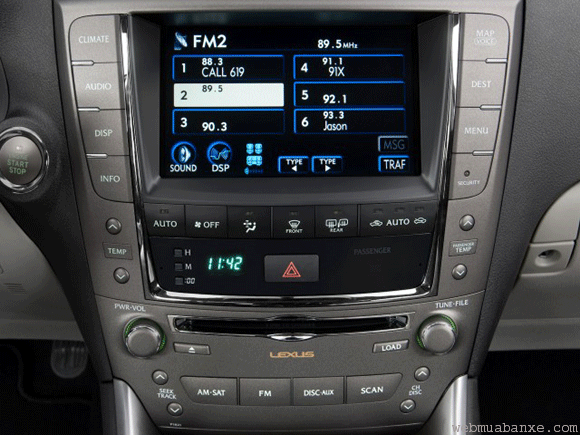 CLIMATE
AUDIO
DISP
INFO
START
STOP
FM2
89.5 MHz
1 88.3
CALL 619
2 89.5
3 90.3
4 91.1
91X
5 92.1
6 93.3
Jason
SOUND
DSP
TYPE
TYPE
MSG
TRAF
MAP
VOICE
DEST
MENU
SECURITY
AUTO
OFF
FRONT
REAR
AUTO
TEMP
PASSENGER
TEMP
H
M
:00
11:42
PASSENGER
PWR·VOL
TUNE·FILE
LOAD
LEXUS
SEEK
TRACK
AM·SAT
FM
DISC·AUX
SCAN
CH
DISC
webmuabanxe.com